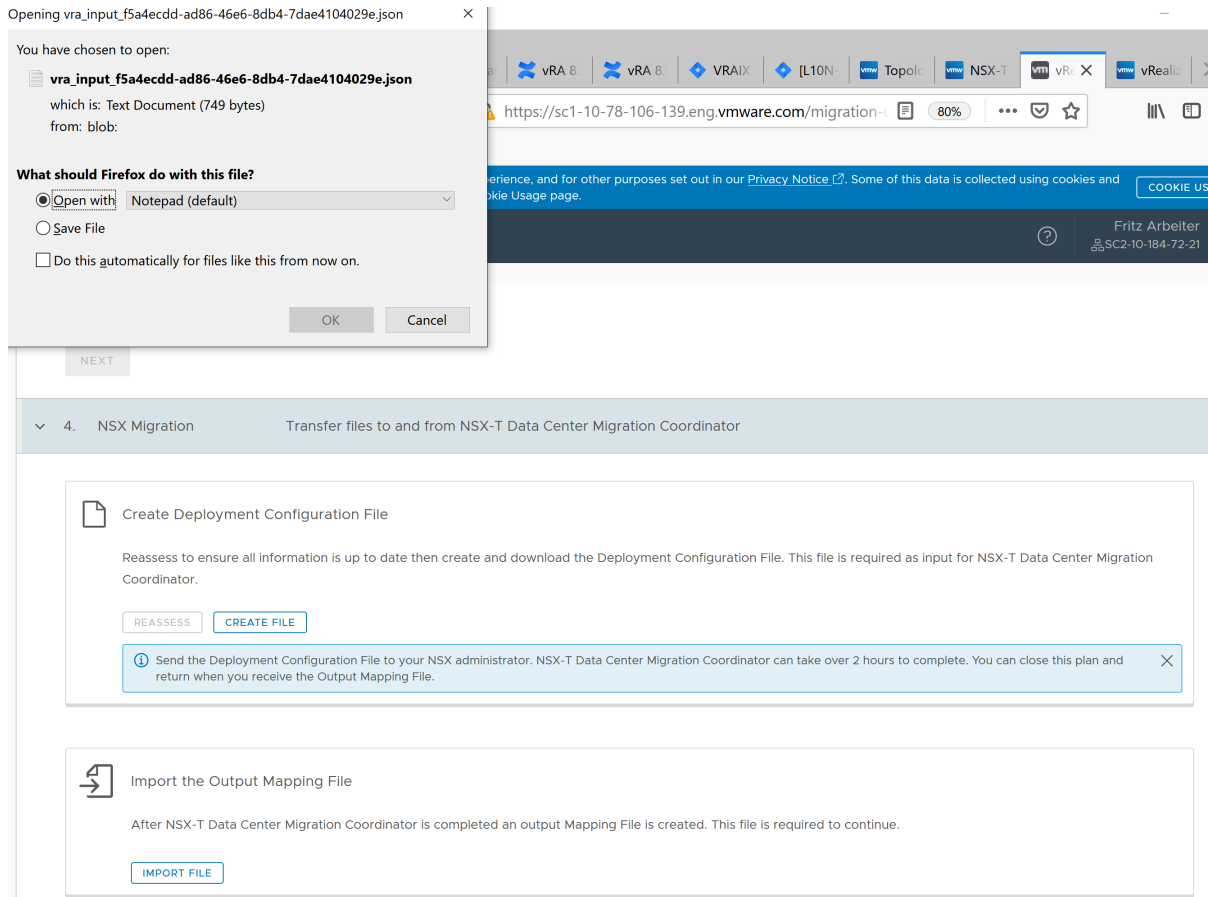 Opening vra_input_f5a4ecdd-ad86-46e6-8db4-7dae4104029e.json
You have chosen to open:
vra_input_f5a4ecdd-ad86-46e6-8db4-7dae4104029e.json
which is: Text Document (749 bytes)
from: blob:
What should Firefox do with this file?
Open with Notepad (default)
Save File
Do this automatically for files like this from now on.
OK Cancel
vRA 8. vRA 8. VRAIX [L10N- vmw Topolo vmw NSX-T vm vRe vmw vRealiz
https://sc1-10-78-106-139.eng.vmware.com/migration- 80%
erience, and for other purposes set out in our Privacy Notice. Some of this data is collected using cookies and
okie Usage page.
COOKIE US
Fritz Arbeiter
SC2-10-184-72-21
NEXT
4. NSX Migration Transfer files to and from NSX-T Data Center Migration Coordinator
Create Deployment Configuration File
Reassess to ensure all information is up to date then create and download the Deployment Configuration File. This file is required as input for NSX-T Data Center Migration
Coordinator.
REASSESS CREATE FILE
Send the Deployment Configuration File to your NSX administrator. NSX-T Data Center Migration Coordinator can take over 2 hours to complete. You can close this plan and
return when you receive the Output Mapping File.
Import the Output Mapping File
After NSX-T Data Center Migration Coordinator is completed an output Mapping File is created. This file is required to continue.
IMPORT FILE